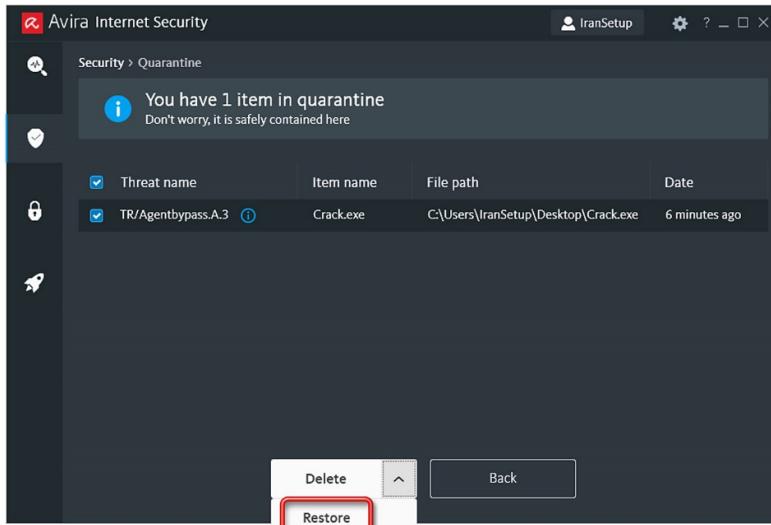 Avira Internet Security
IranSetup
?
Security > Quarantine
You have 1 item in quarantine
Don't worry, it is safely contained here
Threat name Item name File path Date
TR/Agentbypass.A.3 Crack.exe C:\Users\IranSetup\Desktop\Crack.exe 6 minutes ago
Delete Back
Restore